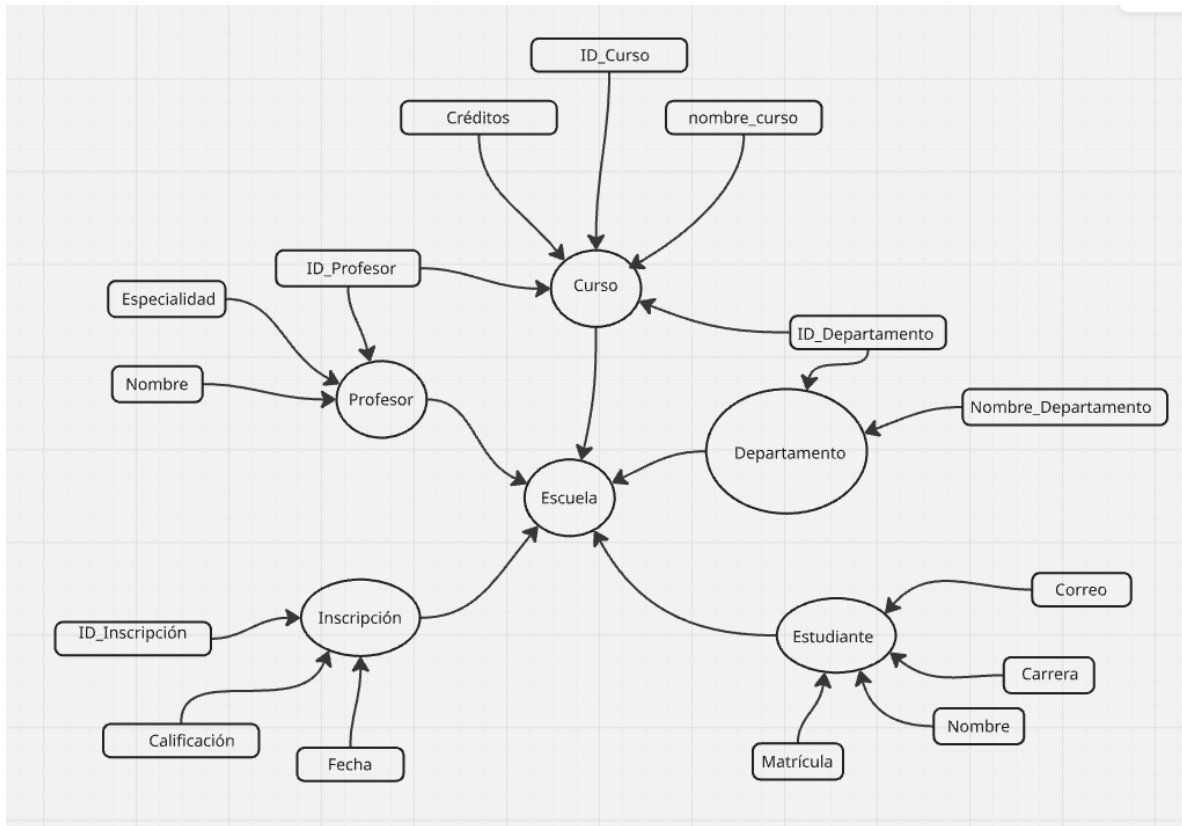 ID_Curso
Créditos
nombre_curso
ID_Profesor
Curso
Especialidad
ID_Departamento
Nombre
Profesor
Nombre_Departamento
Departamento
Escuela
Inscripción
Correo
ID_Inscripción
Estudiante
Carrera
Calificación
Nombre
Fecha
Matrícula